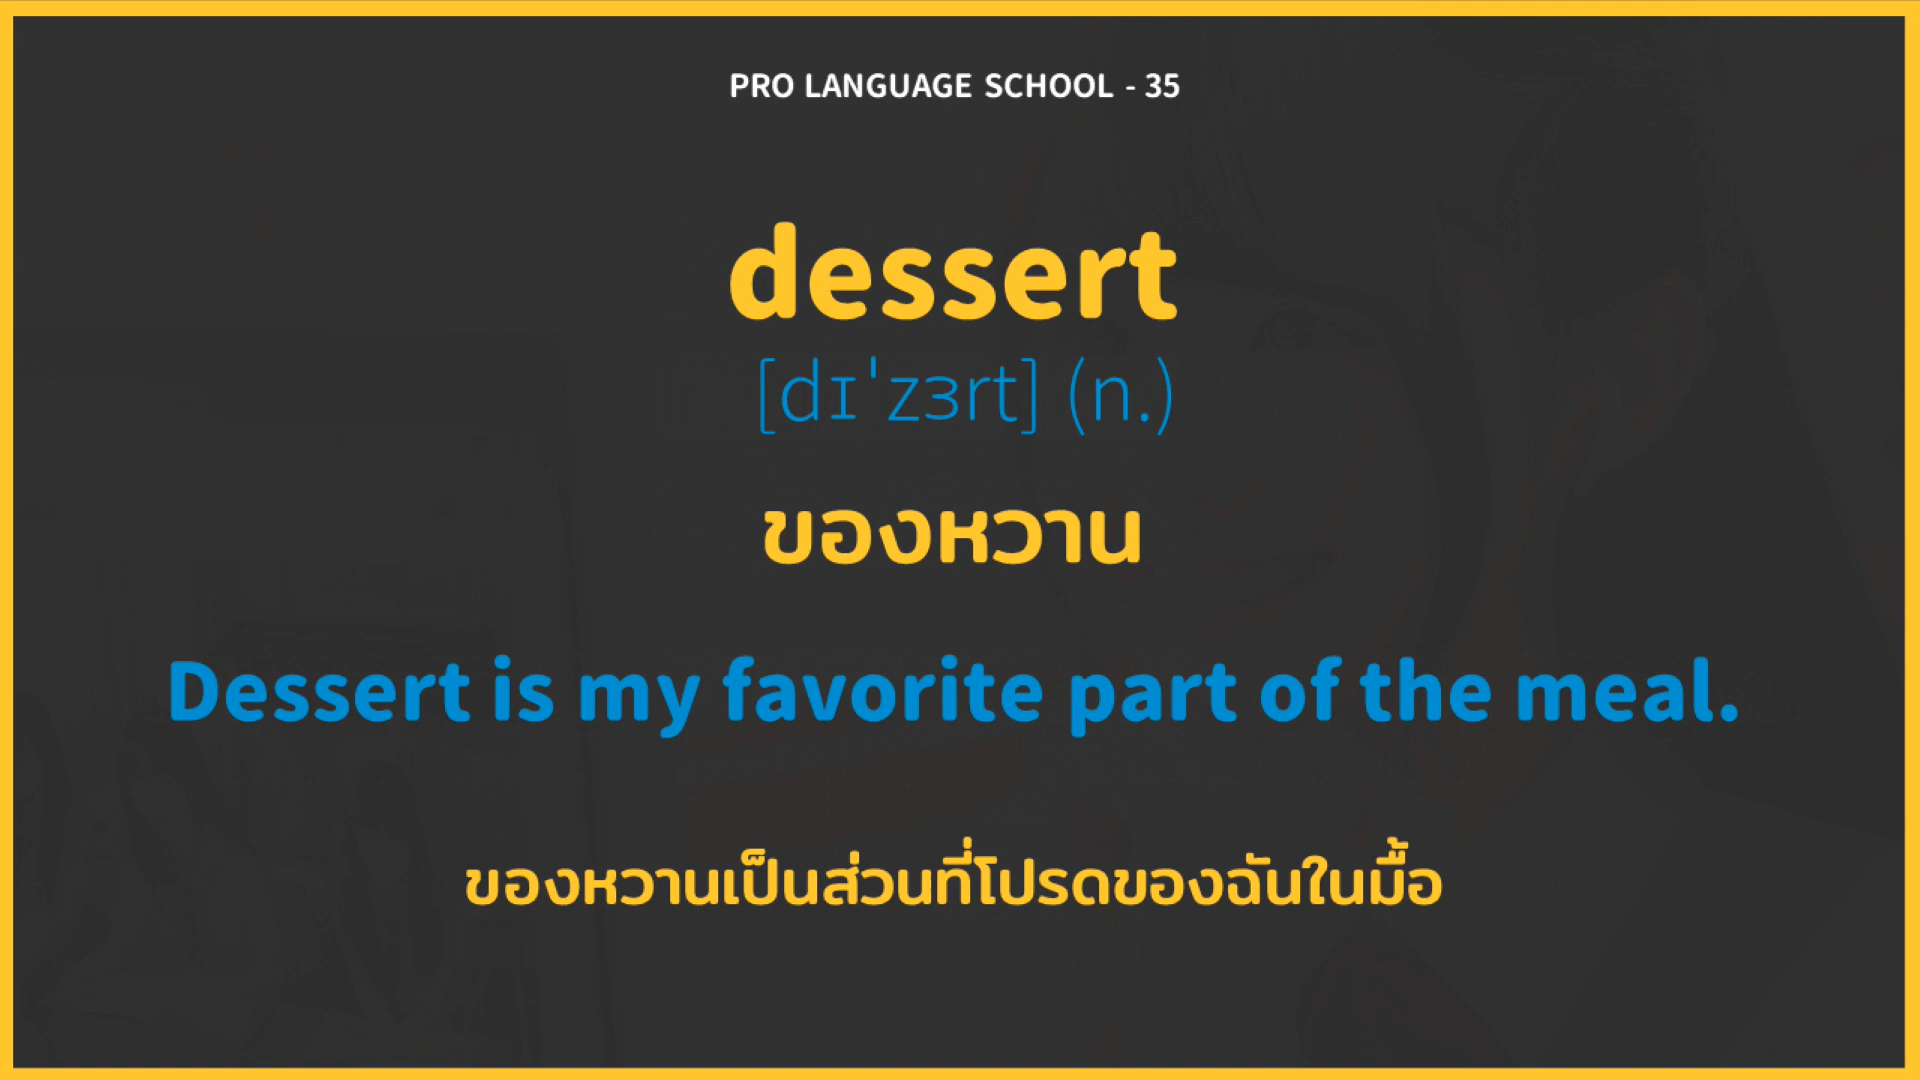 PRO LANGUAGE SCHOOL - 35
dessert
[dɪˈzɜrt] (n.)
ของหวาน
Dessert is my favorite part of the meal.
ของหวานเป็นส่วนที่โปรดของฉันในมื้อ